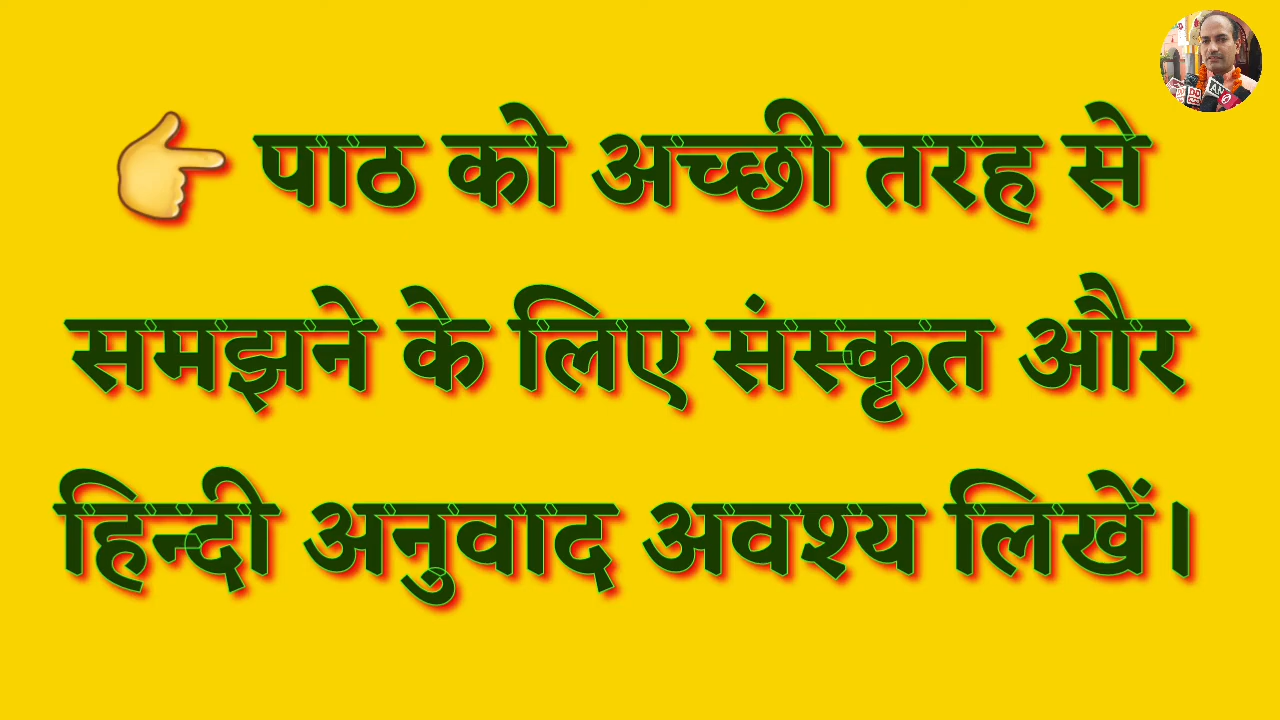 👉 पाठ को अच्छी तरह से
समझने के लिए संस्कृत और
हिन्दी अनुवाद अवश्य लिखें।